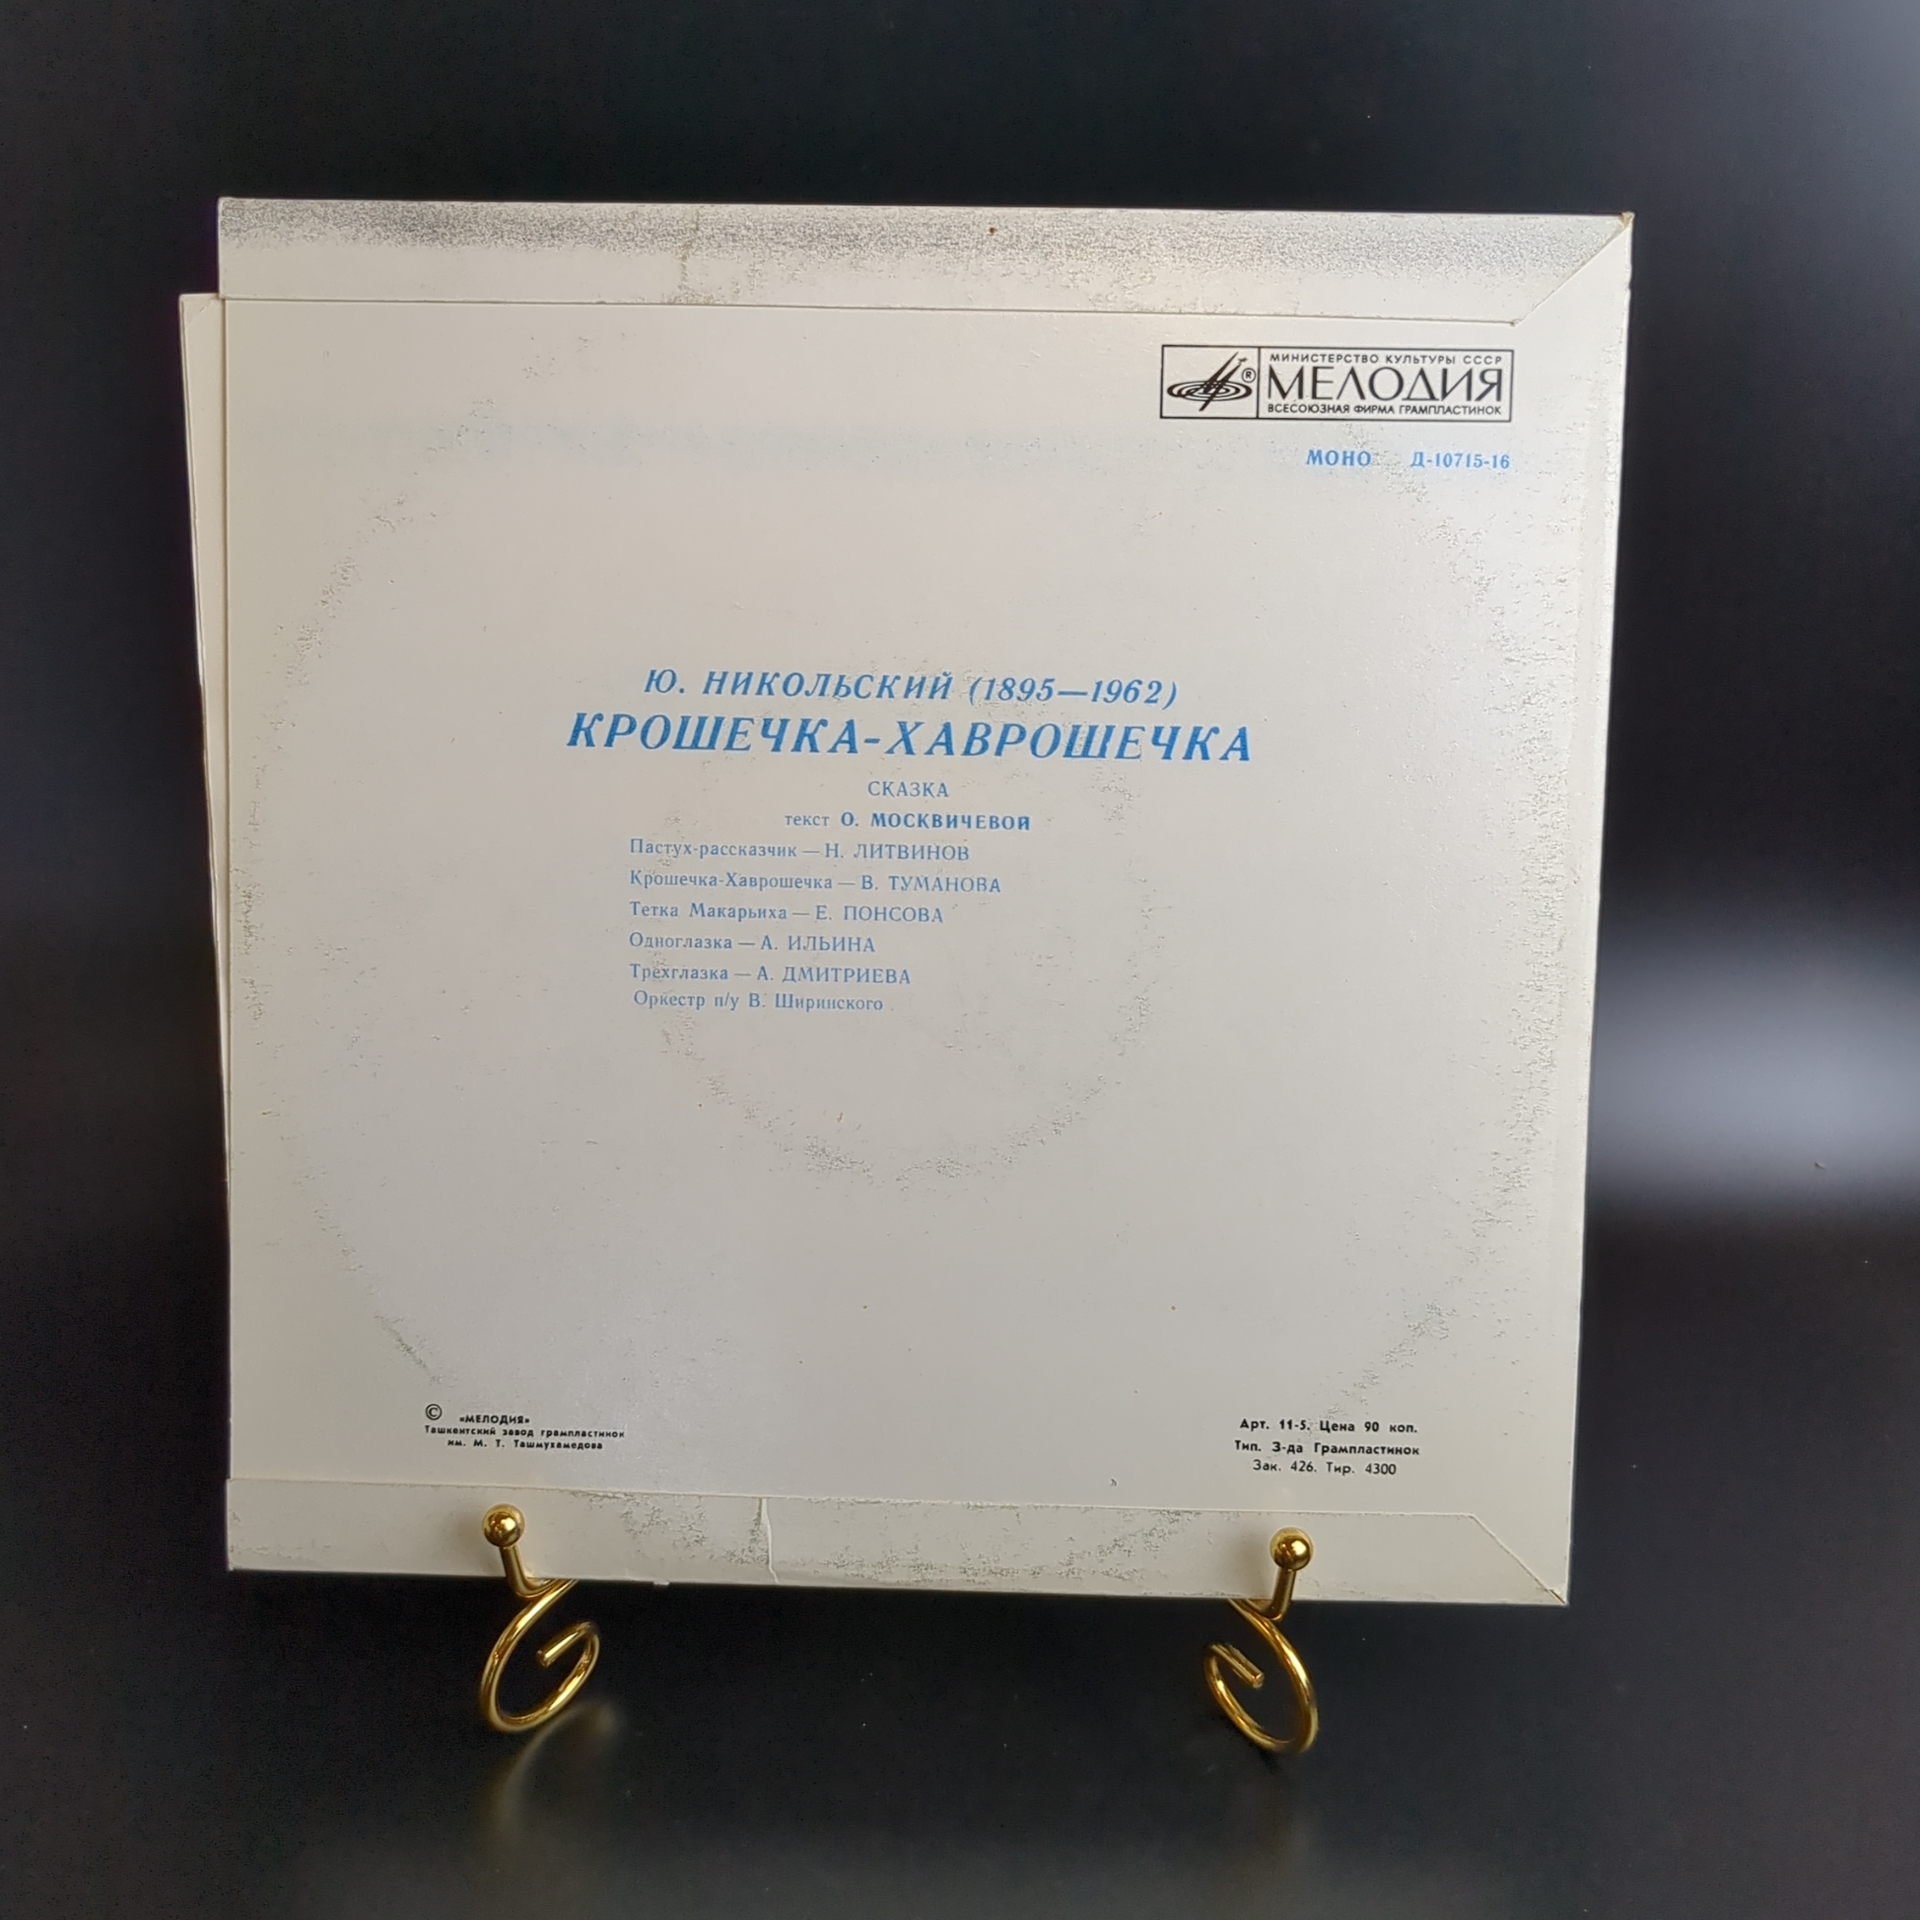 МИНИСТЕРСТВО КУЛЬТУРЫ СССР
МЕЛОДИЯ
ВСЕСОЮЗНАЯ ФИРМА ГРАМПЛАСТИНОК
МОНО Д-10715-16
Ю. НИКОЛЬСКИЙ (1895—1962)
КРОШЕЧКА-ХАВРОШЕЧКА
СКАЗКА
текст О. МОСКВИЧЕВОЙ
Пастух-рассказчик — Н. ЛИТВИНОВ
Крошечка-Хаврошечка — В. ТУМАНОВА
Тетка Макарьиха — Е. ПОНСОВА
Одноглазка — А. ИЛЬИНА
Трехглазка — А. ДМИТРИЕВА
Оркестр п/у В. Ширинского
© «МЕЛОДИЯ»
Ташкентский завод грампластинок
им. М. Т. Ташмухамедова
Арт. 11-5. Цена 90 коп.
Тип. З-да Грампластинок
Зак. 426. Тир. 4300